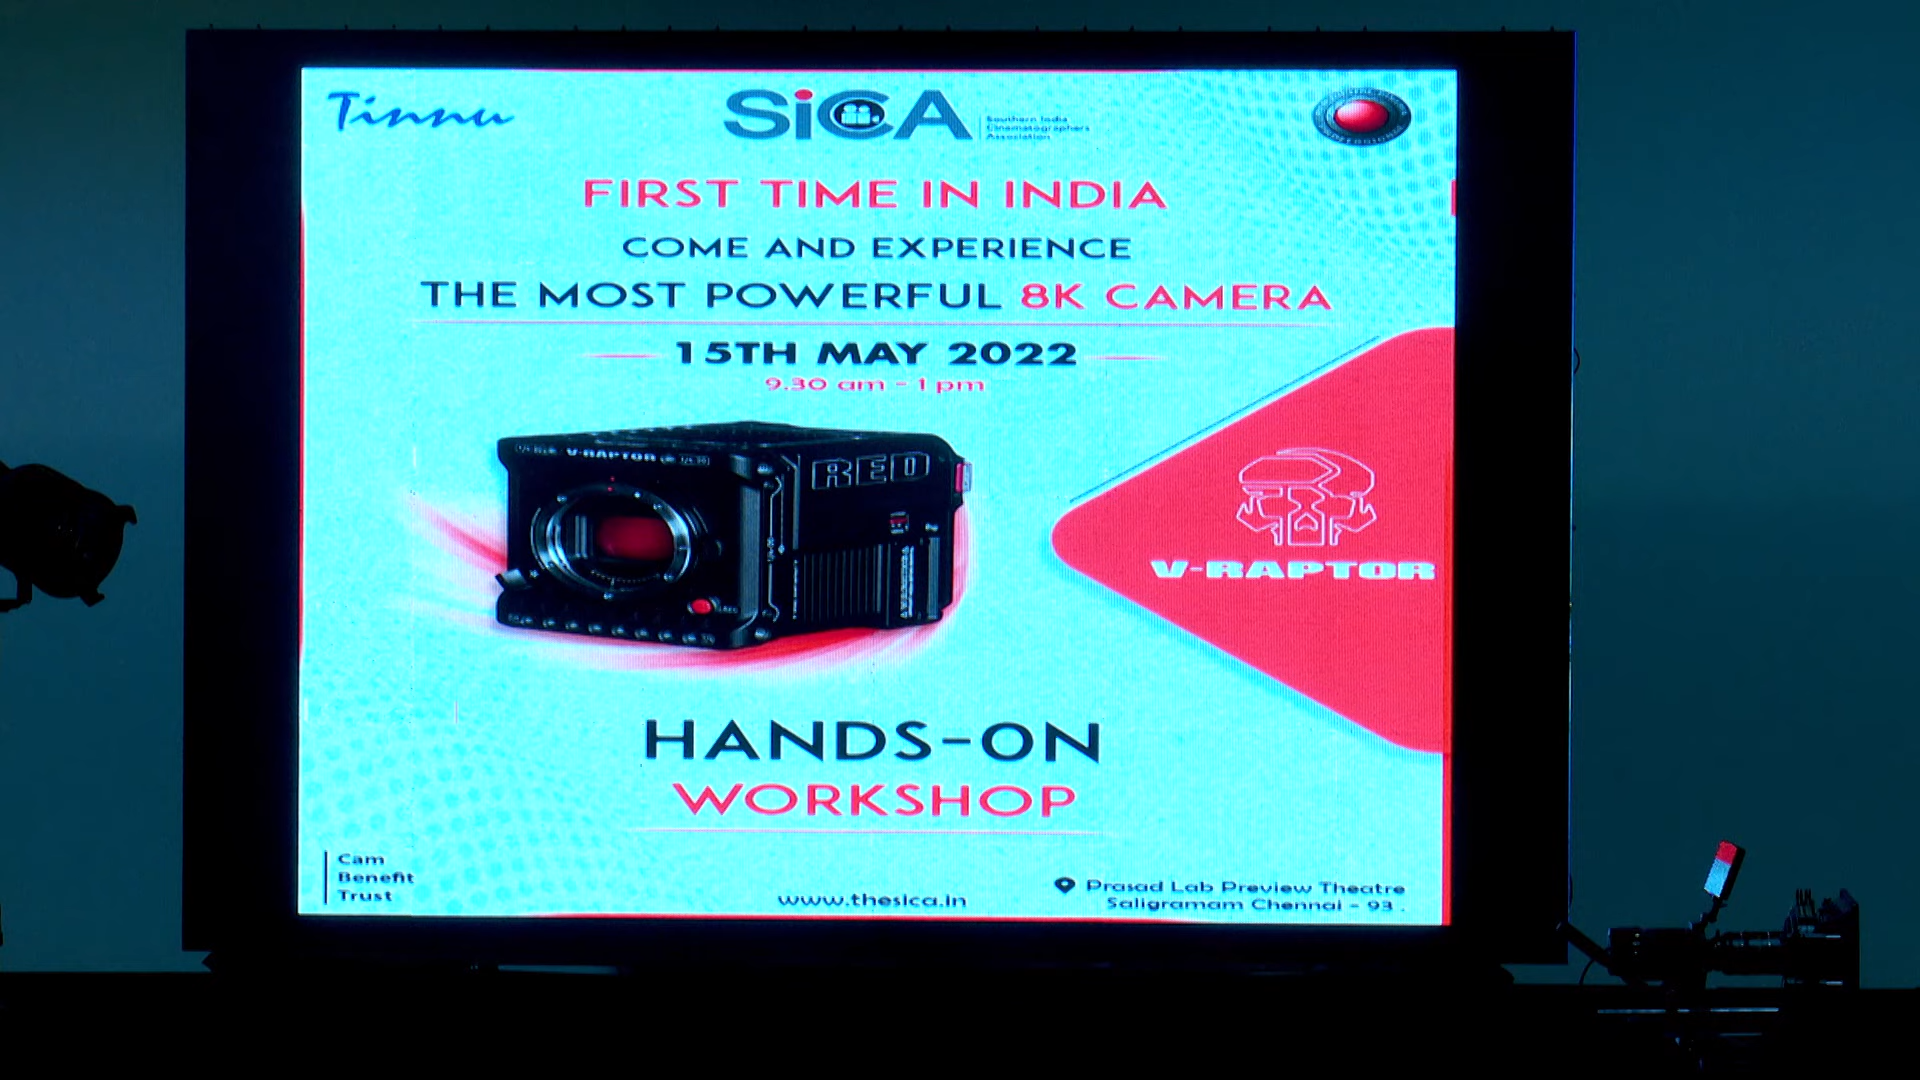 Tinnu
SiCA
Southern India
Cinematographers
Association
FIRST TIME IN INDIA
COME AND EXPERIENCE
THE MOST POWERFUL 8K CAMERA
15TH MAY 2022
9.30 am - 1 pm
V-RAPTOR
RED
V-RAPTOR
HANDS-ON
WORKSHOP
Cam
Benefit
Trust
www.thesica.in
Prasad Lab Preview Theatre
Saligramam Chennai - 93 .